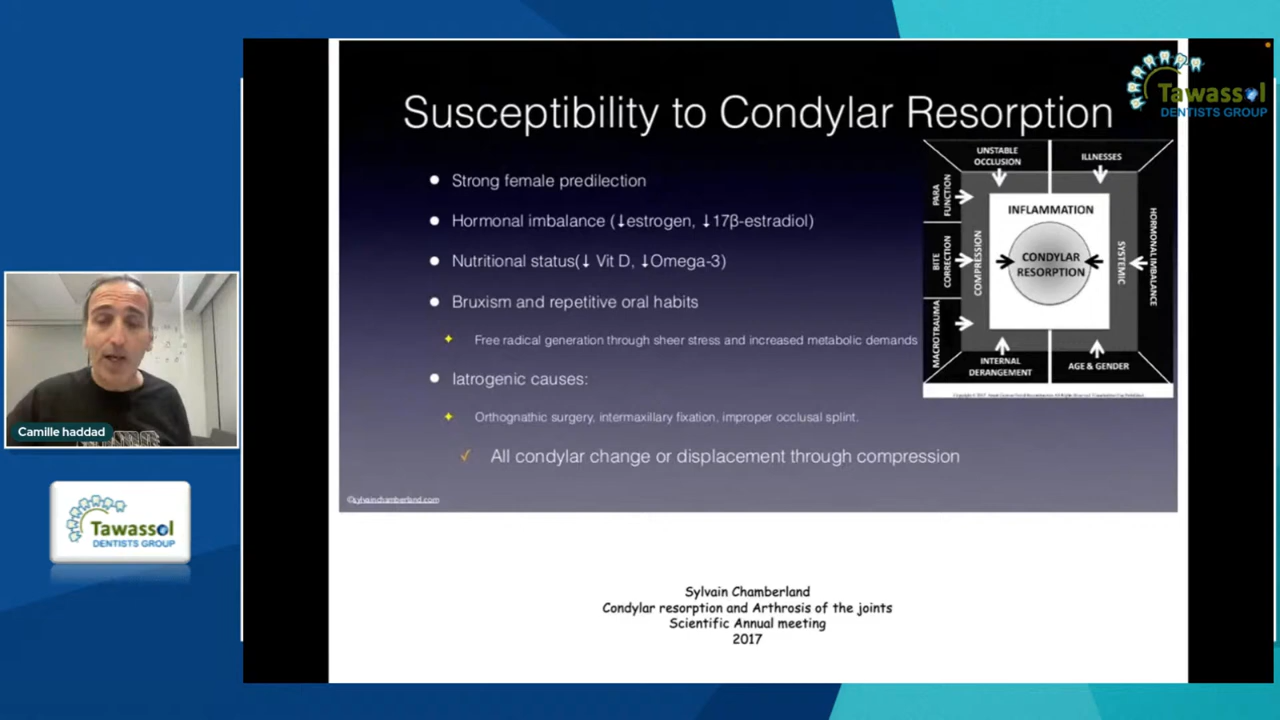 Susceptibility to Condylar Resorption
Strong female predilection
Hormonal imbalance (↓estrogen, ↓17β-estradiol)
Nutritional status(↓ Vit D, ↓Omega-3)
Bruxism and repetitive oral habits
Free radical generation through sheer stress and increased metabolic demands
Iatrogenic causes:
Orthognathic surgery, intermaxillary fixation, improper occlusal splint.
All condylar change or displacement through compression
©sylvainchamberland.com
UNSTABLE
OCCLUSION
ILLNESSES
PARA
FUNCTION
BITE
CORRECTION
MACROTRAUMA
COMPRESSION
INFLAMMATION
CONDYLAR
RESORPTION
SYSTEMIC
HORMONAL IMBALANCE
INTERNAL
DERANGEMENT
AGE & GENDER
Sylvain Chamberland
Condylar resorption and Arthrosis of the joints
Scientific Annual meeting
2017
Camille haddad
Tawassol
DENTISTS GROUP
Tawassol
DENTISTS GROUP